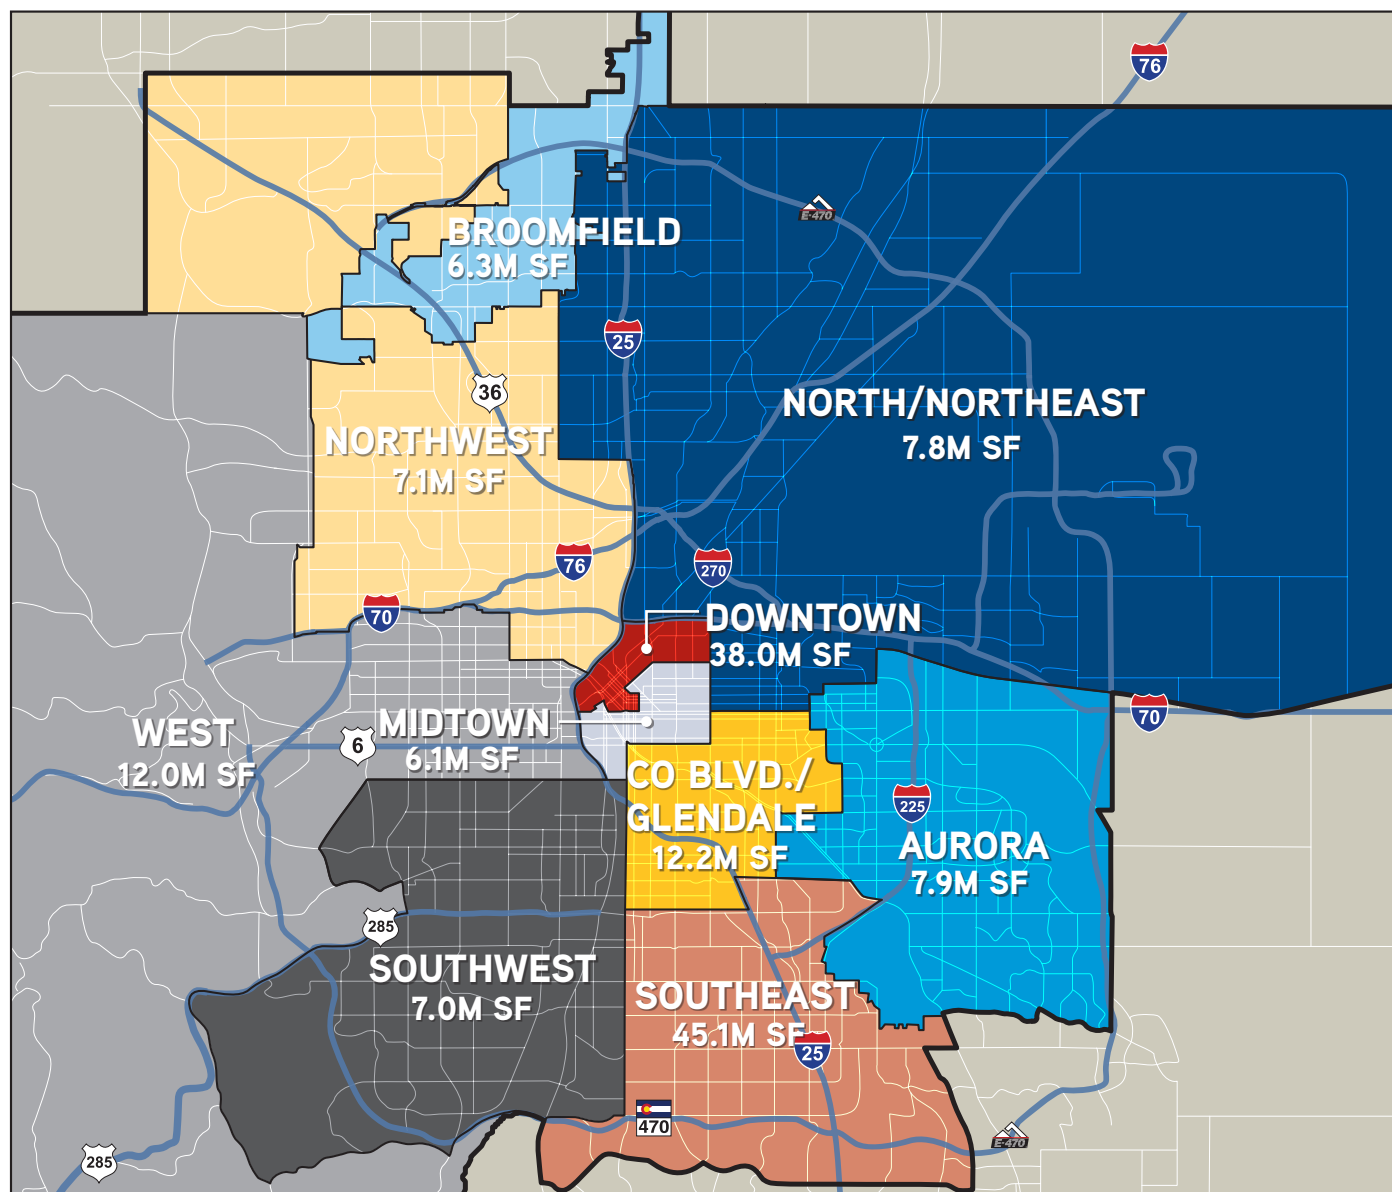 76
E-470
BROOMFIELD
6.3M SF
25
36
NORTH/NORTHEAST
7.8M SF
NORTHWEST
7.1M SF
76
270
70
DOWNTOWN
38.0M SF
WEST
12.0M SF
6
MIDTOWN
6.1M SF
70
CO BLVD./
GLENDALE
12.2M SF
225
AURORA
7.9M SF
285
SOUTHWEST
7.0M SF
SOUTHEAST
45.1M SF
25
470
E-470
285